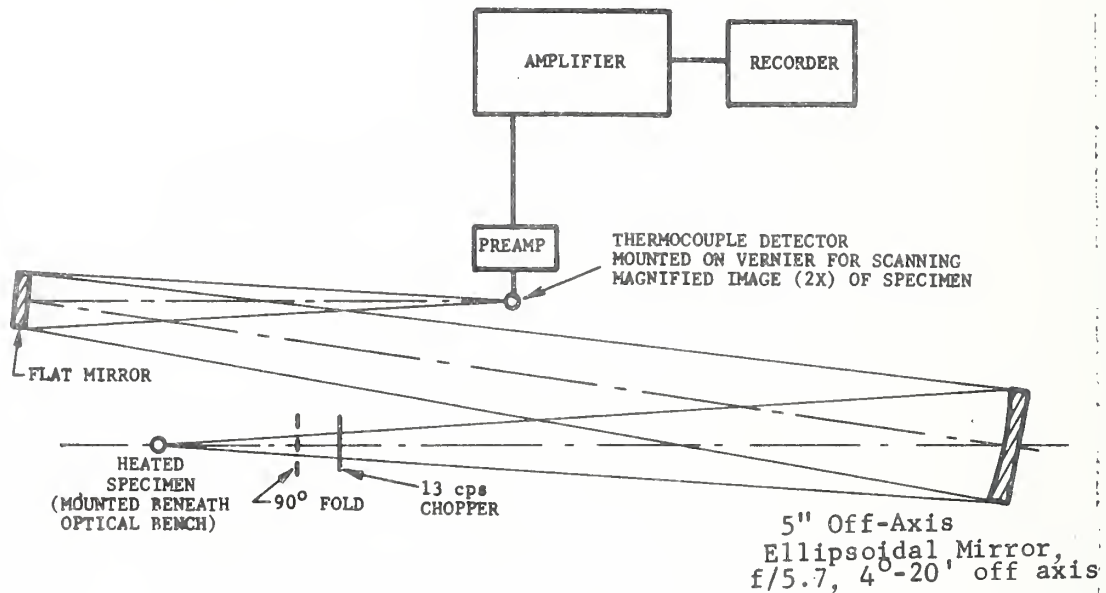 AMPLIFIER
RECORDER
PREAMP
THERMOCOUPLE DETECTOR
MOUNTED ON VERNIER FOR SCANNING
MAGNIFIED IMAGE (2X) OF SPECIMEN
FLAT MIRROR
HEATED
SPECIMEN
(MOUNTED BENEATH
OPTICAL BENCH)
90° FOLD
13 cps
CHOPPER
5" Off-Axis
Ellipsoidal Mirror,
f/5.7, 4°-20' off axis